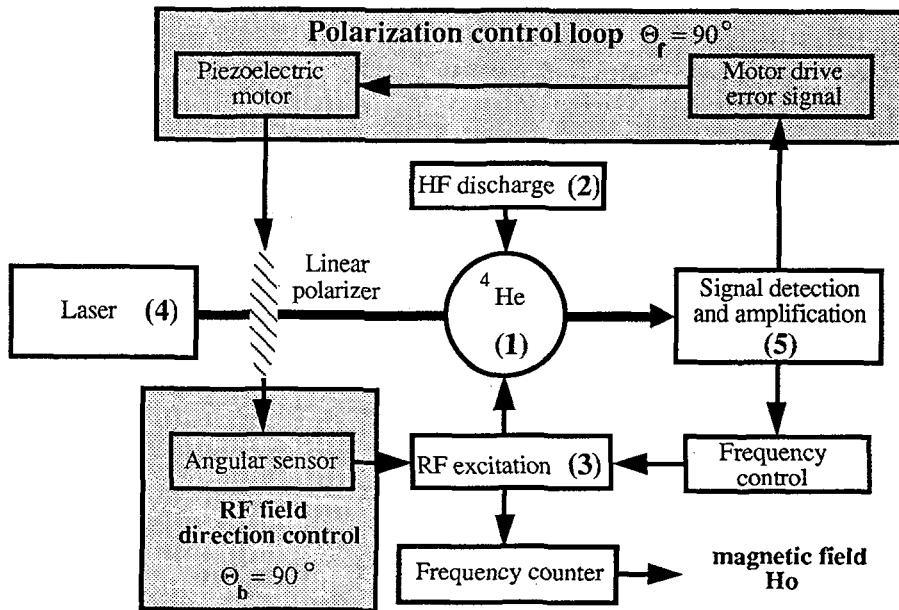 Polarization control loop Θf = 90°
Piezoelectric
motor
Motor drive
error signal
HF discharge (2)
Laser (4)
Linear
polarizer
4He
(1)
Signal detection
and amplification
(5)
Angular sensor
RF excitation (3)
Frequency
control
RF field
direction control
Θb = 90°
Frequency counter
magnetic field
Ho